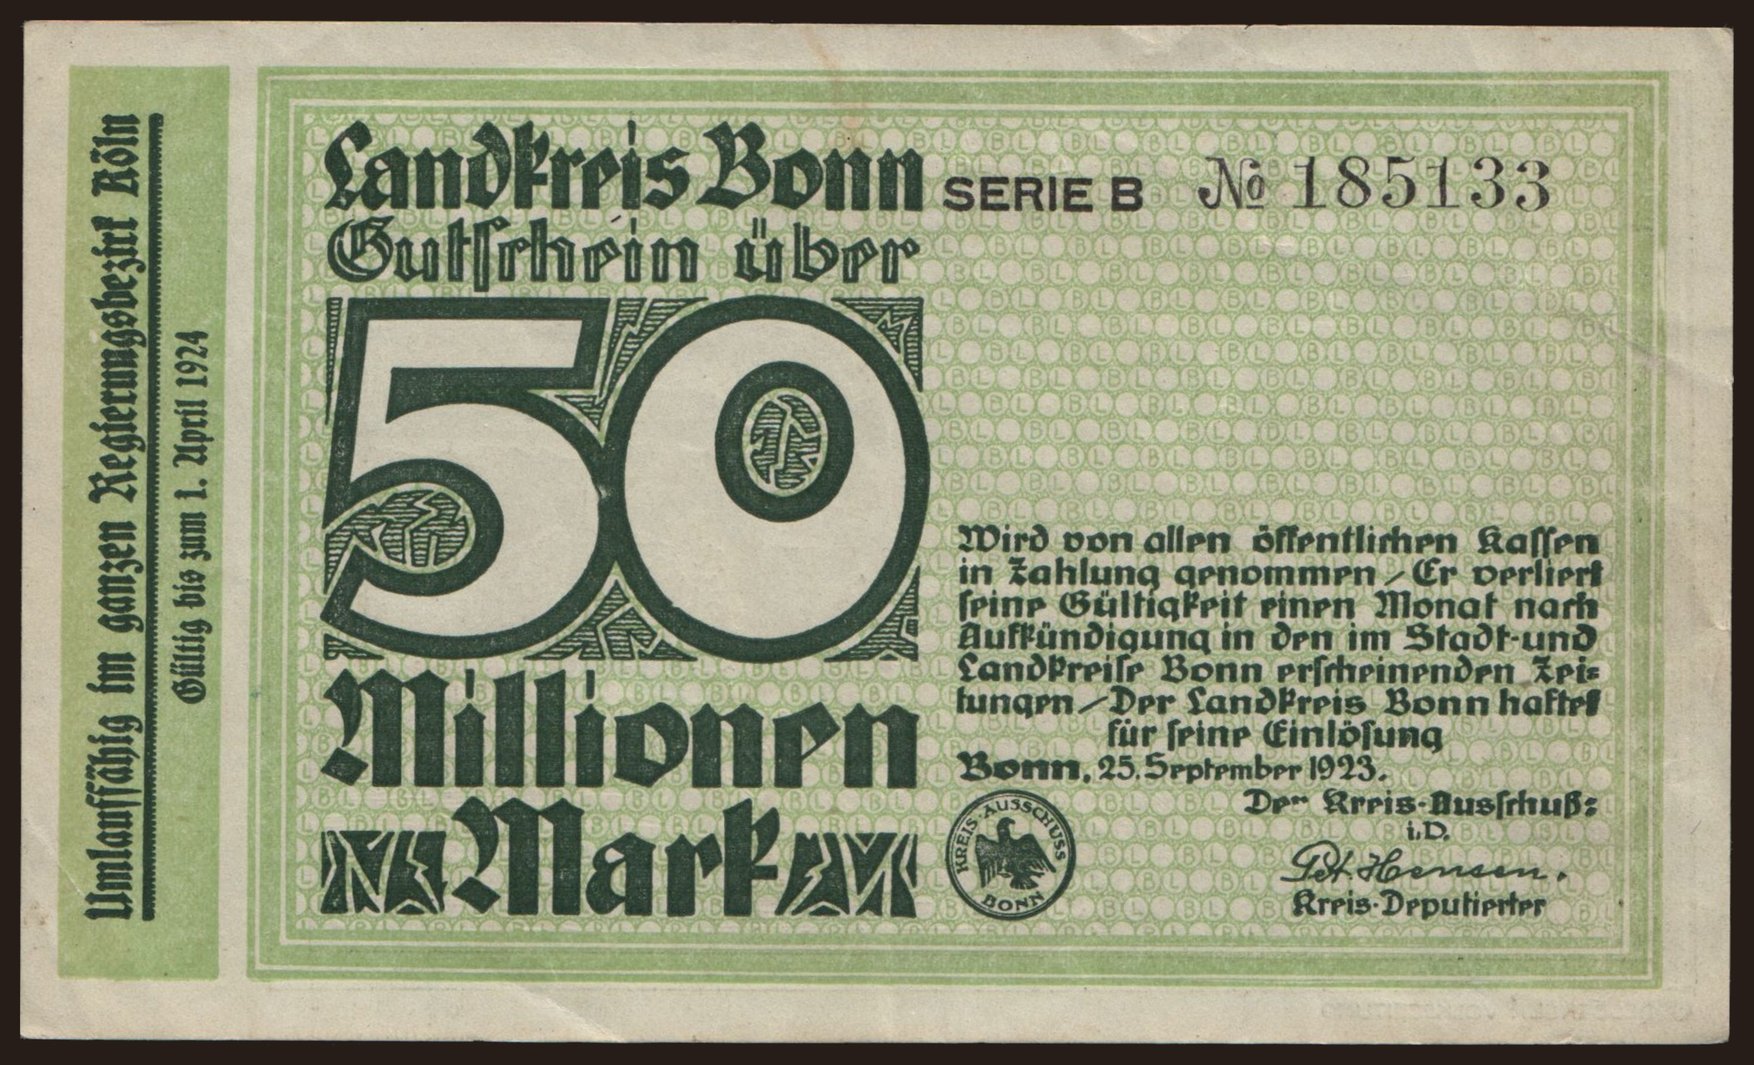 Umlauffähig im ganzen Regierungsbezirk Köln
Gültig bis zum 1. April 1924
Landkreis Bonn
Gutschein über
SERIE B № 185133
50
Millionen
Mark
Wird von allen öffentlichen Kassen
in Zahlung genommen / Er verliert
seine Gültigkeit einen Monat nach
Aufkündigung in den im Stadt- und
Landkreise Bonn erscheinenden Zei=
tungen / Der Landkreis Bonn haftet
für seine Einlösung
Bonn, 25. September 1923.
Der Kreis-Ausschuß:
i.D.
Pet. Hensen.
Kreis-Deputierter
KREIS-AUSSCHUSS
BONN